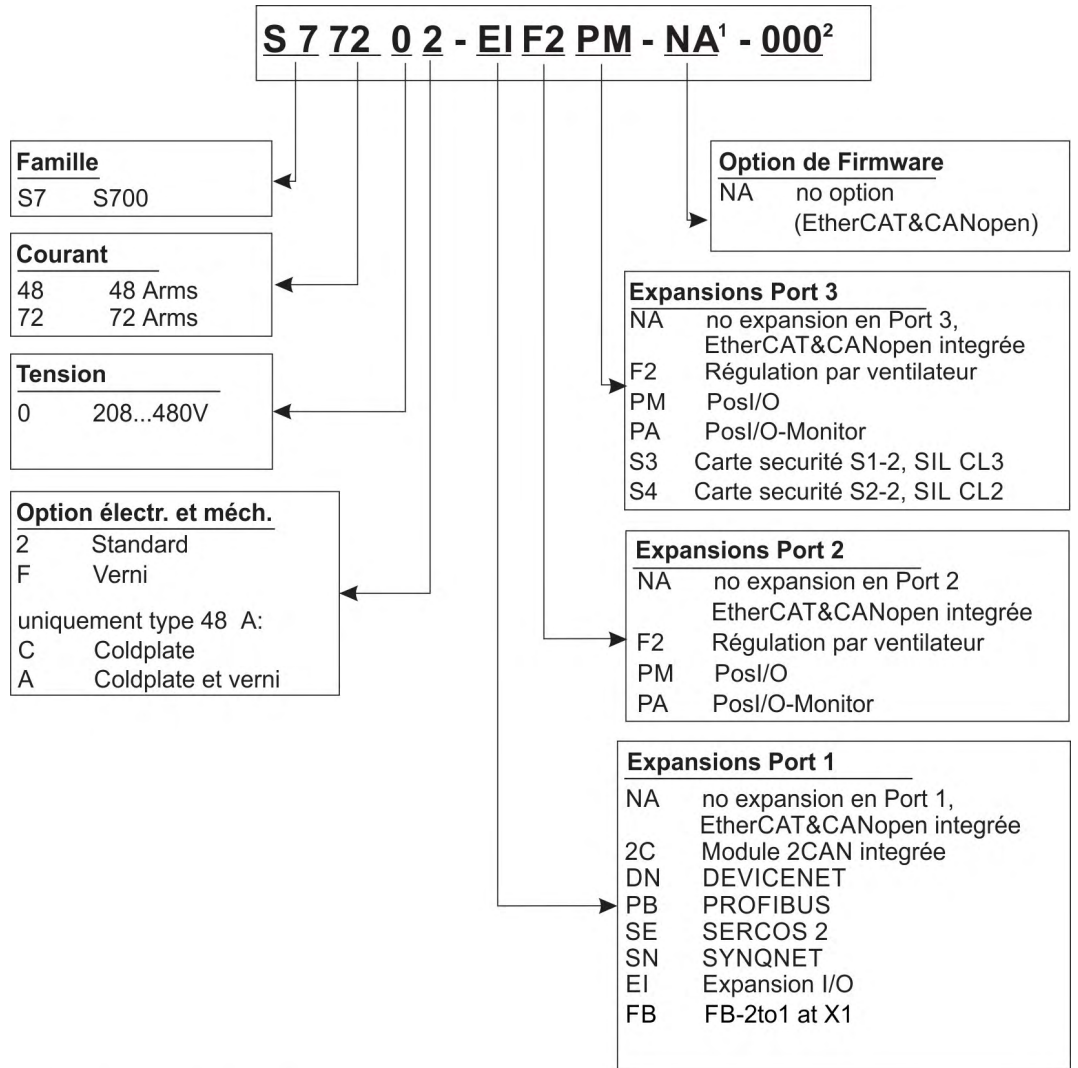 S 7 72 0 2 - EI F2 PM - NA¹ - 000²
Famille
S7 S700
Courant
48 48 Arms
72 72 Arms
Tension
0 208...480V
Option électr. et méch.
2 Standard
F Verni
uniquement type 48 A:
C Coldplate
A Coldplate et verni
Option de Firmware
NA no option
(EtherCAT&CANopen)
Expansions Port 3
NA no expansion en Port 3,
EtherCAT&CANopen integrée
F2 Régulation par ventilateur
PM PosI/O
PA PosI/O-Monitor
S3 Carte securité S1-2, SIL CL3
S4 Carte securité S2-2, SIL CL2
Expansions Port 2
NA no expansion en Port 2
EtherCAT&CANopen integrée
F2 Régulation par ventilateur
PM PosI/O
PA PosI/O-Monitor
Expansions Port 1
NA no expansion en Port 1,
EtherCAT&CANopen integrée
2C Module 2CAN integrée
DN DEVICENET
PB PROFIBUS
SE SERCOS 2
SN SYNQNET
EI Expansion I/O
FB FB-2to1 at X1